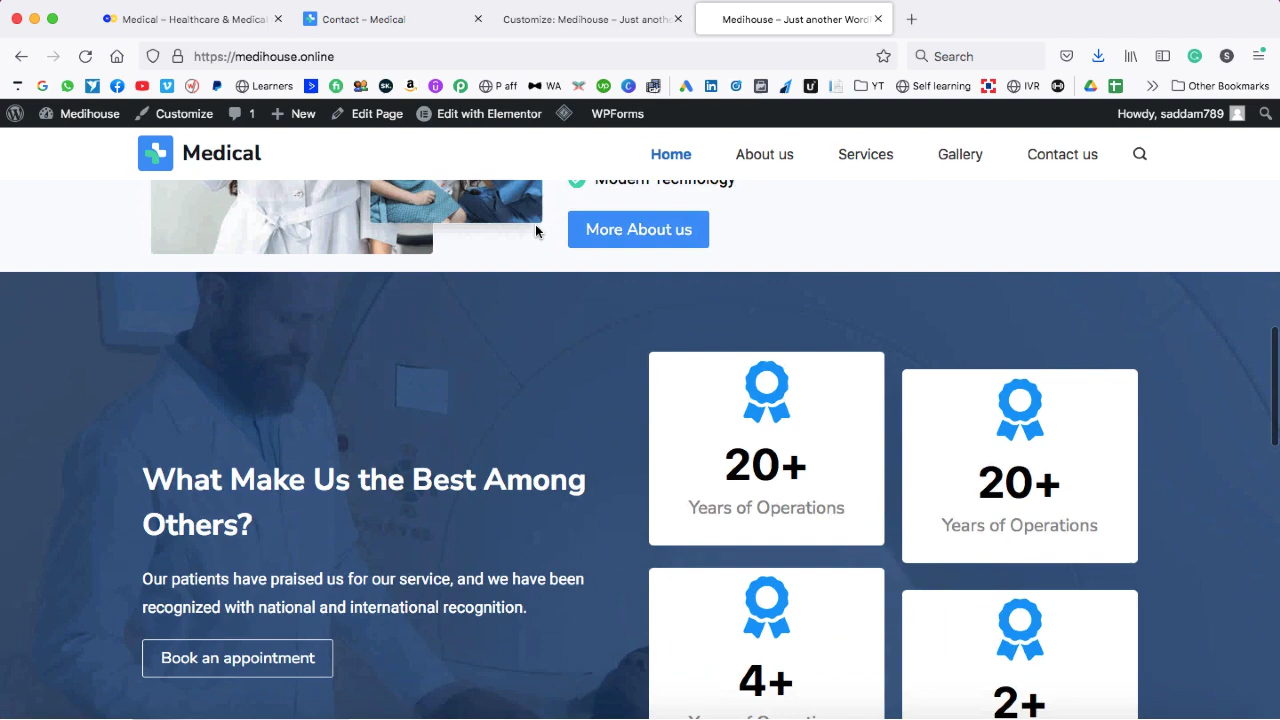 Medical – Healthcare & Medical
Contact – Medical
Customize: Medihouse – Just anothe
Medihouse – Just another Word
https://medihouse.online
Search
Learners
P aff
WA
YT
Self learning
IVR
Other Bookmarks
Medihouse
Customize
1
New
Edit Page
Edit with Elementor
WPForms
Howdy, saddam789
Medical
Home
About us
Services
Gallery
Contact us
Modern Technology
More About us
What Make Us the Best Among
Others?
Our patients have praised us for our service, and we have been
recognized with national and international recognition.
Book an appointment
20+
Years of Operations
20+
Years of Operations
4+
2+